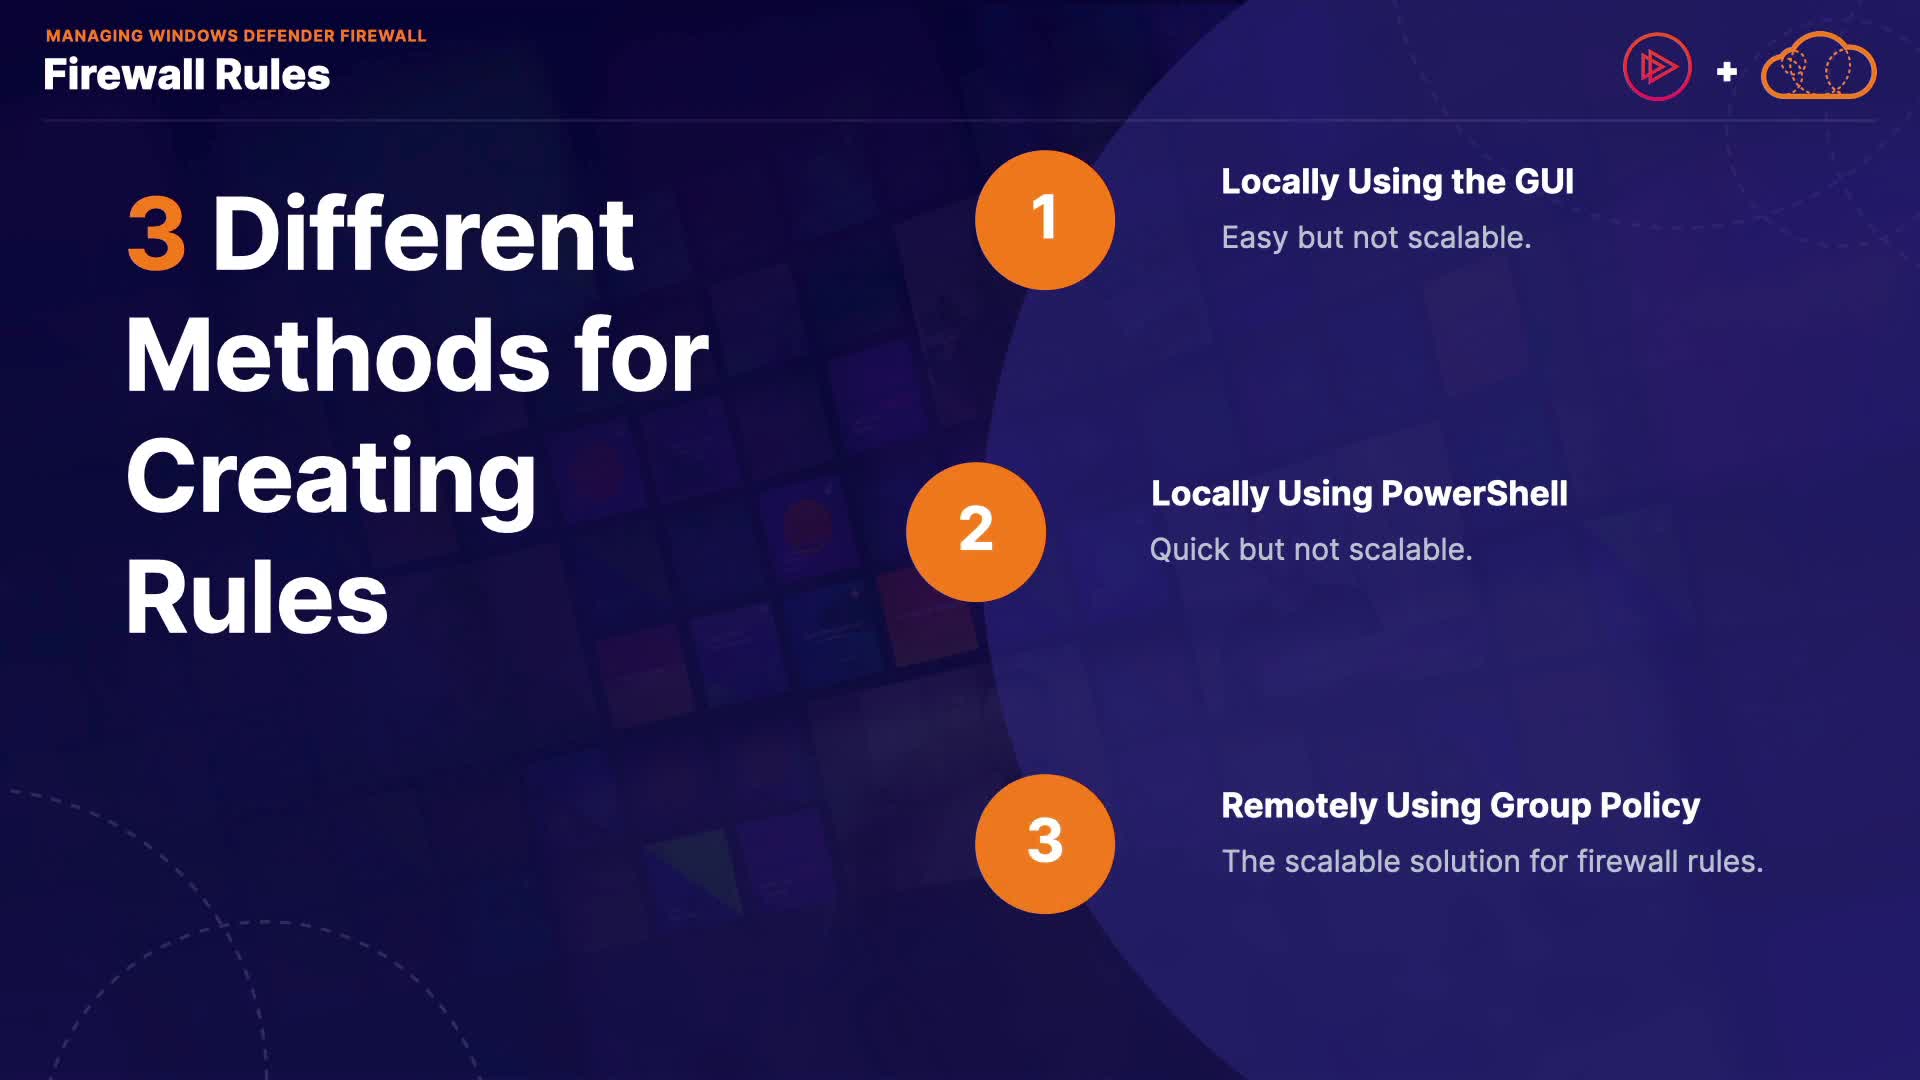 MANAGING WINDOWS DEFENDER FIREWALL
Firewall Rules
3 Different
Methods for
Creating
Rules
1
Locally Using the GUI
Easy but not scalable.
2
Locally Using PowerShell
Quick but not scalable.
3
Remotely Using Group Policy
The scalable solution for firewall rules.